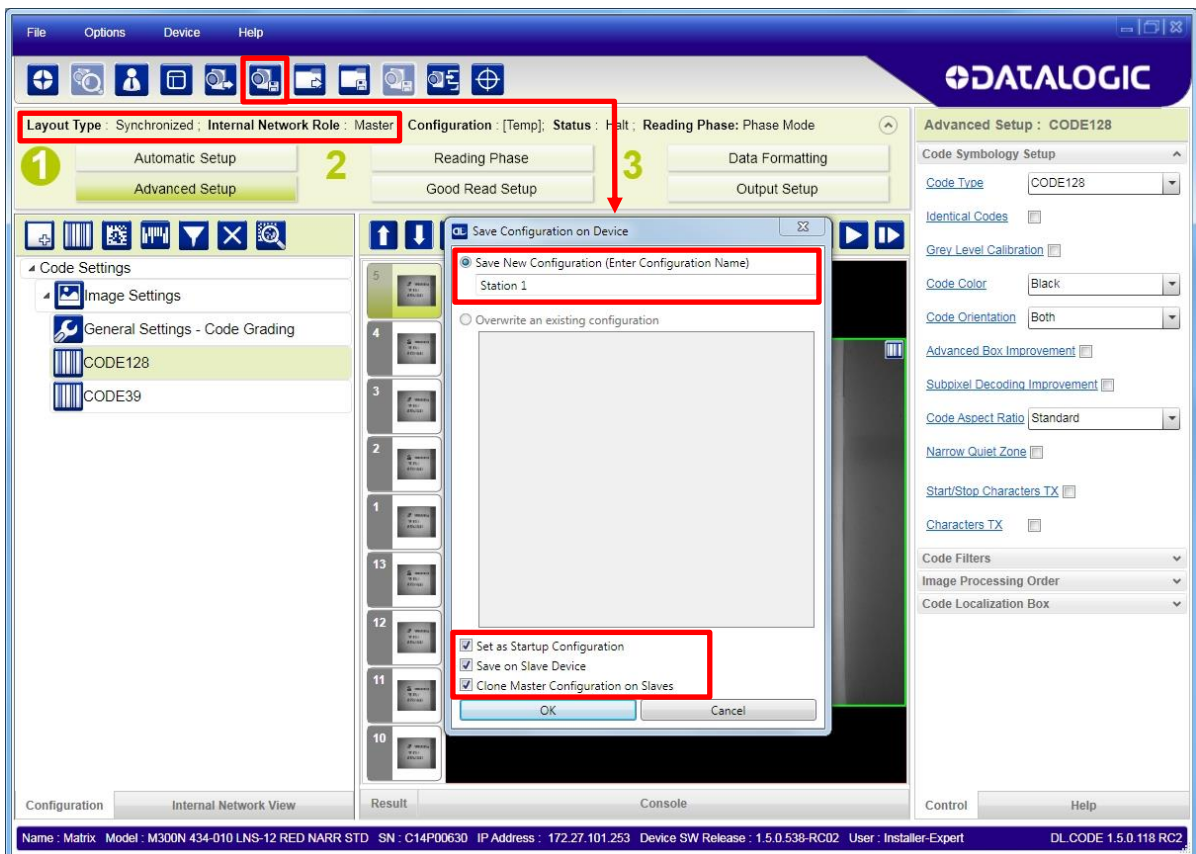 File Options Device Help
DATALOGIC
Layout Type : Synchronized ; Internal Network Role : Master Configuration : [Temp]; Status : Halt ; Reading Phase: Phase Mode
Advanced Setup : CODE128
1 Automatic Setup 2 Reading Phase 3 Data Formatting
Advanced Setup Good Read Setup Output Setup
Code Settings
Image Settings
General Settings - Code Grading
CODE128
CODE39
5
4
3
2
1
13
12
11
10
Save Configuration on Device
Save New Configuration (Enter Configuration Name)
Station 1
Overwrite an existing configuration
Set as Startup Configuration
Save on Slave Device
Clone Master Configuration on Slaves
OK Cancel
Code Symbology Setup
Code Type CODE128
Identical Codes
Grey Level Calibration
Code Color Black
Code Orientation Both
Advanced Box Improvement
Subpixel Decoding Improvement
Code Aspect Ratio Standard
Narrow Quiet Zone
Start/Stop Characters TX
Characters TX
Code Filters
Image Processing Order
Code Localization Box
Configuration Internal Network View Result Console Control Help
Name : Matrix Model : M300N 434-010 LNS-12 RED NARR STD SN : C14P00630 IP Address : 172.27.101.253 Device SW Release : 1.5.0.538-RC02 User : Installer-Expert DL.CODE 1.5.0.118 RC2